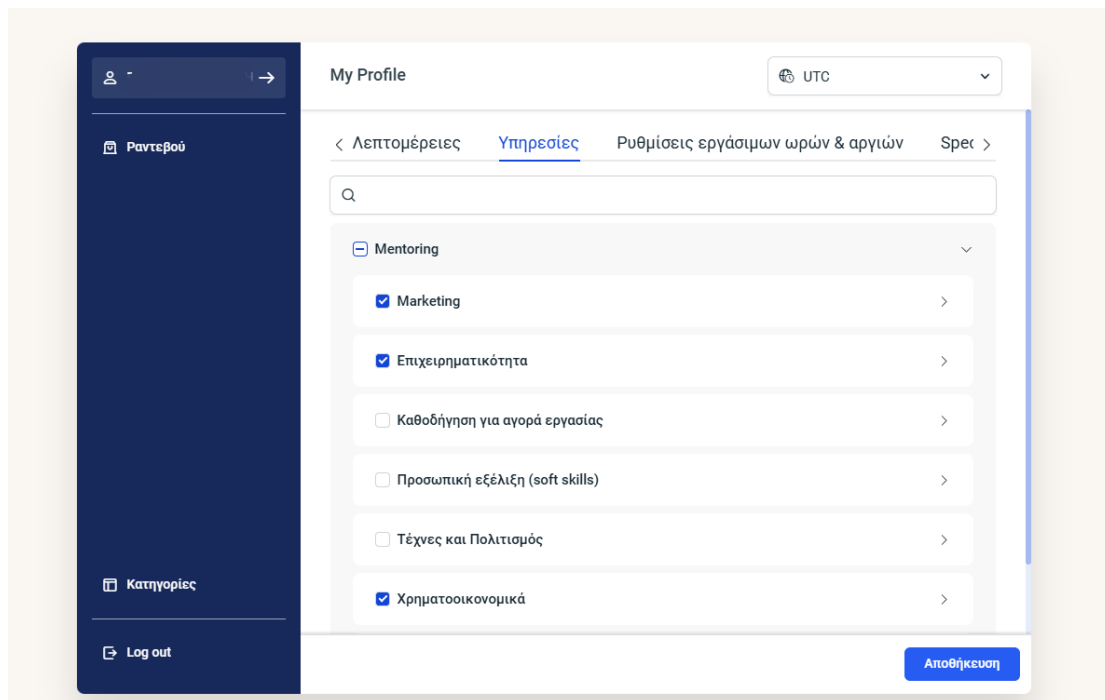 My Profile
UTC
Ραντεβού
Λεπτομέρειες
Υπηρεσίες
Ρυθμίσεις εργάσιμων ωρών & αργιών
Spec
Mentoring
Marketing
Επιχειρηματικότητα
Καθοδήγηση για αγορά εργασίας
Προσωπική εξέλιξη (soft skills)
Τέχνες και Πολιτισμός
Χρηματοοικονομικά
Κατηγορίες
Log out
Αποθήκευση